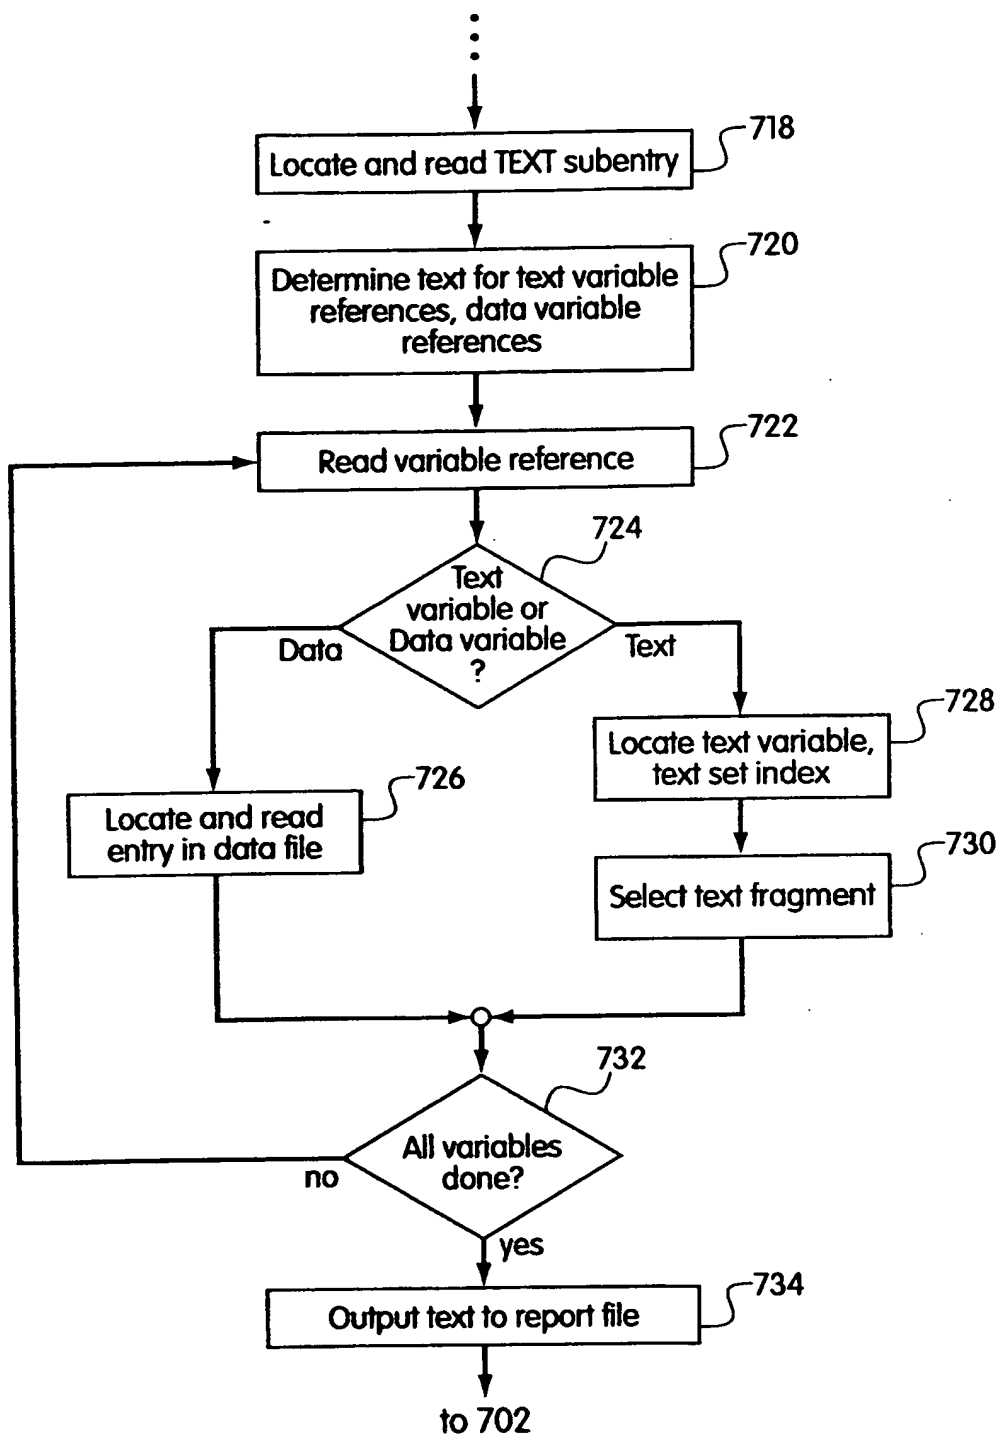 718
Locate and read TEXT subentry
720
Determine text for text variable
references, data variable
references
722
Read variable reference
724
Text
variable or
Data variable
?
Data
Text
728
Locate text variable,
text set index
726
Locate and read
entry in data file
730
Select text fragment
732
All variables
done?
no
yes
734
Output text to report file
to 702